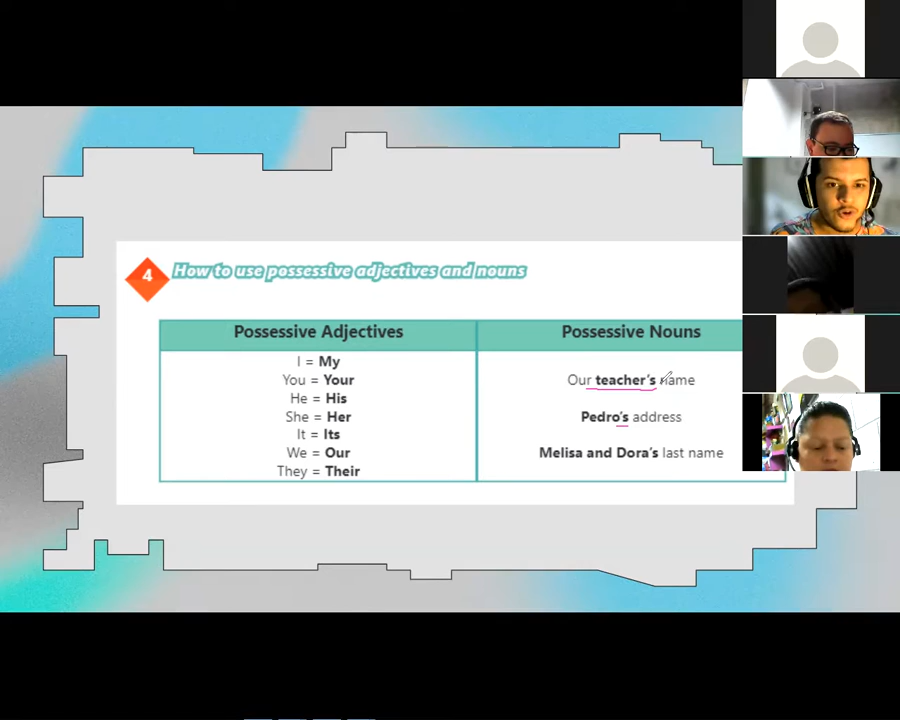 4
How to use possessive adjectives and nouns
Possessive Adjectives
I = My
You = Your
He = His
She = Her
It = Its
We = Our
They = Their
Possessive Nouns
Our teacher's name
Pedro's address
Melisa and Dora's last name